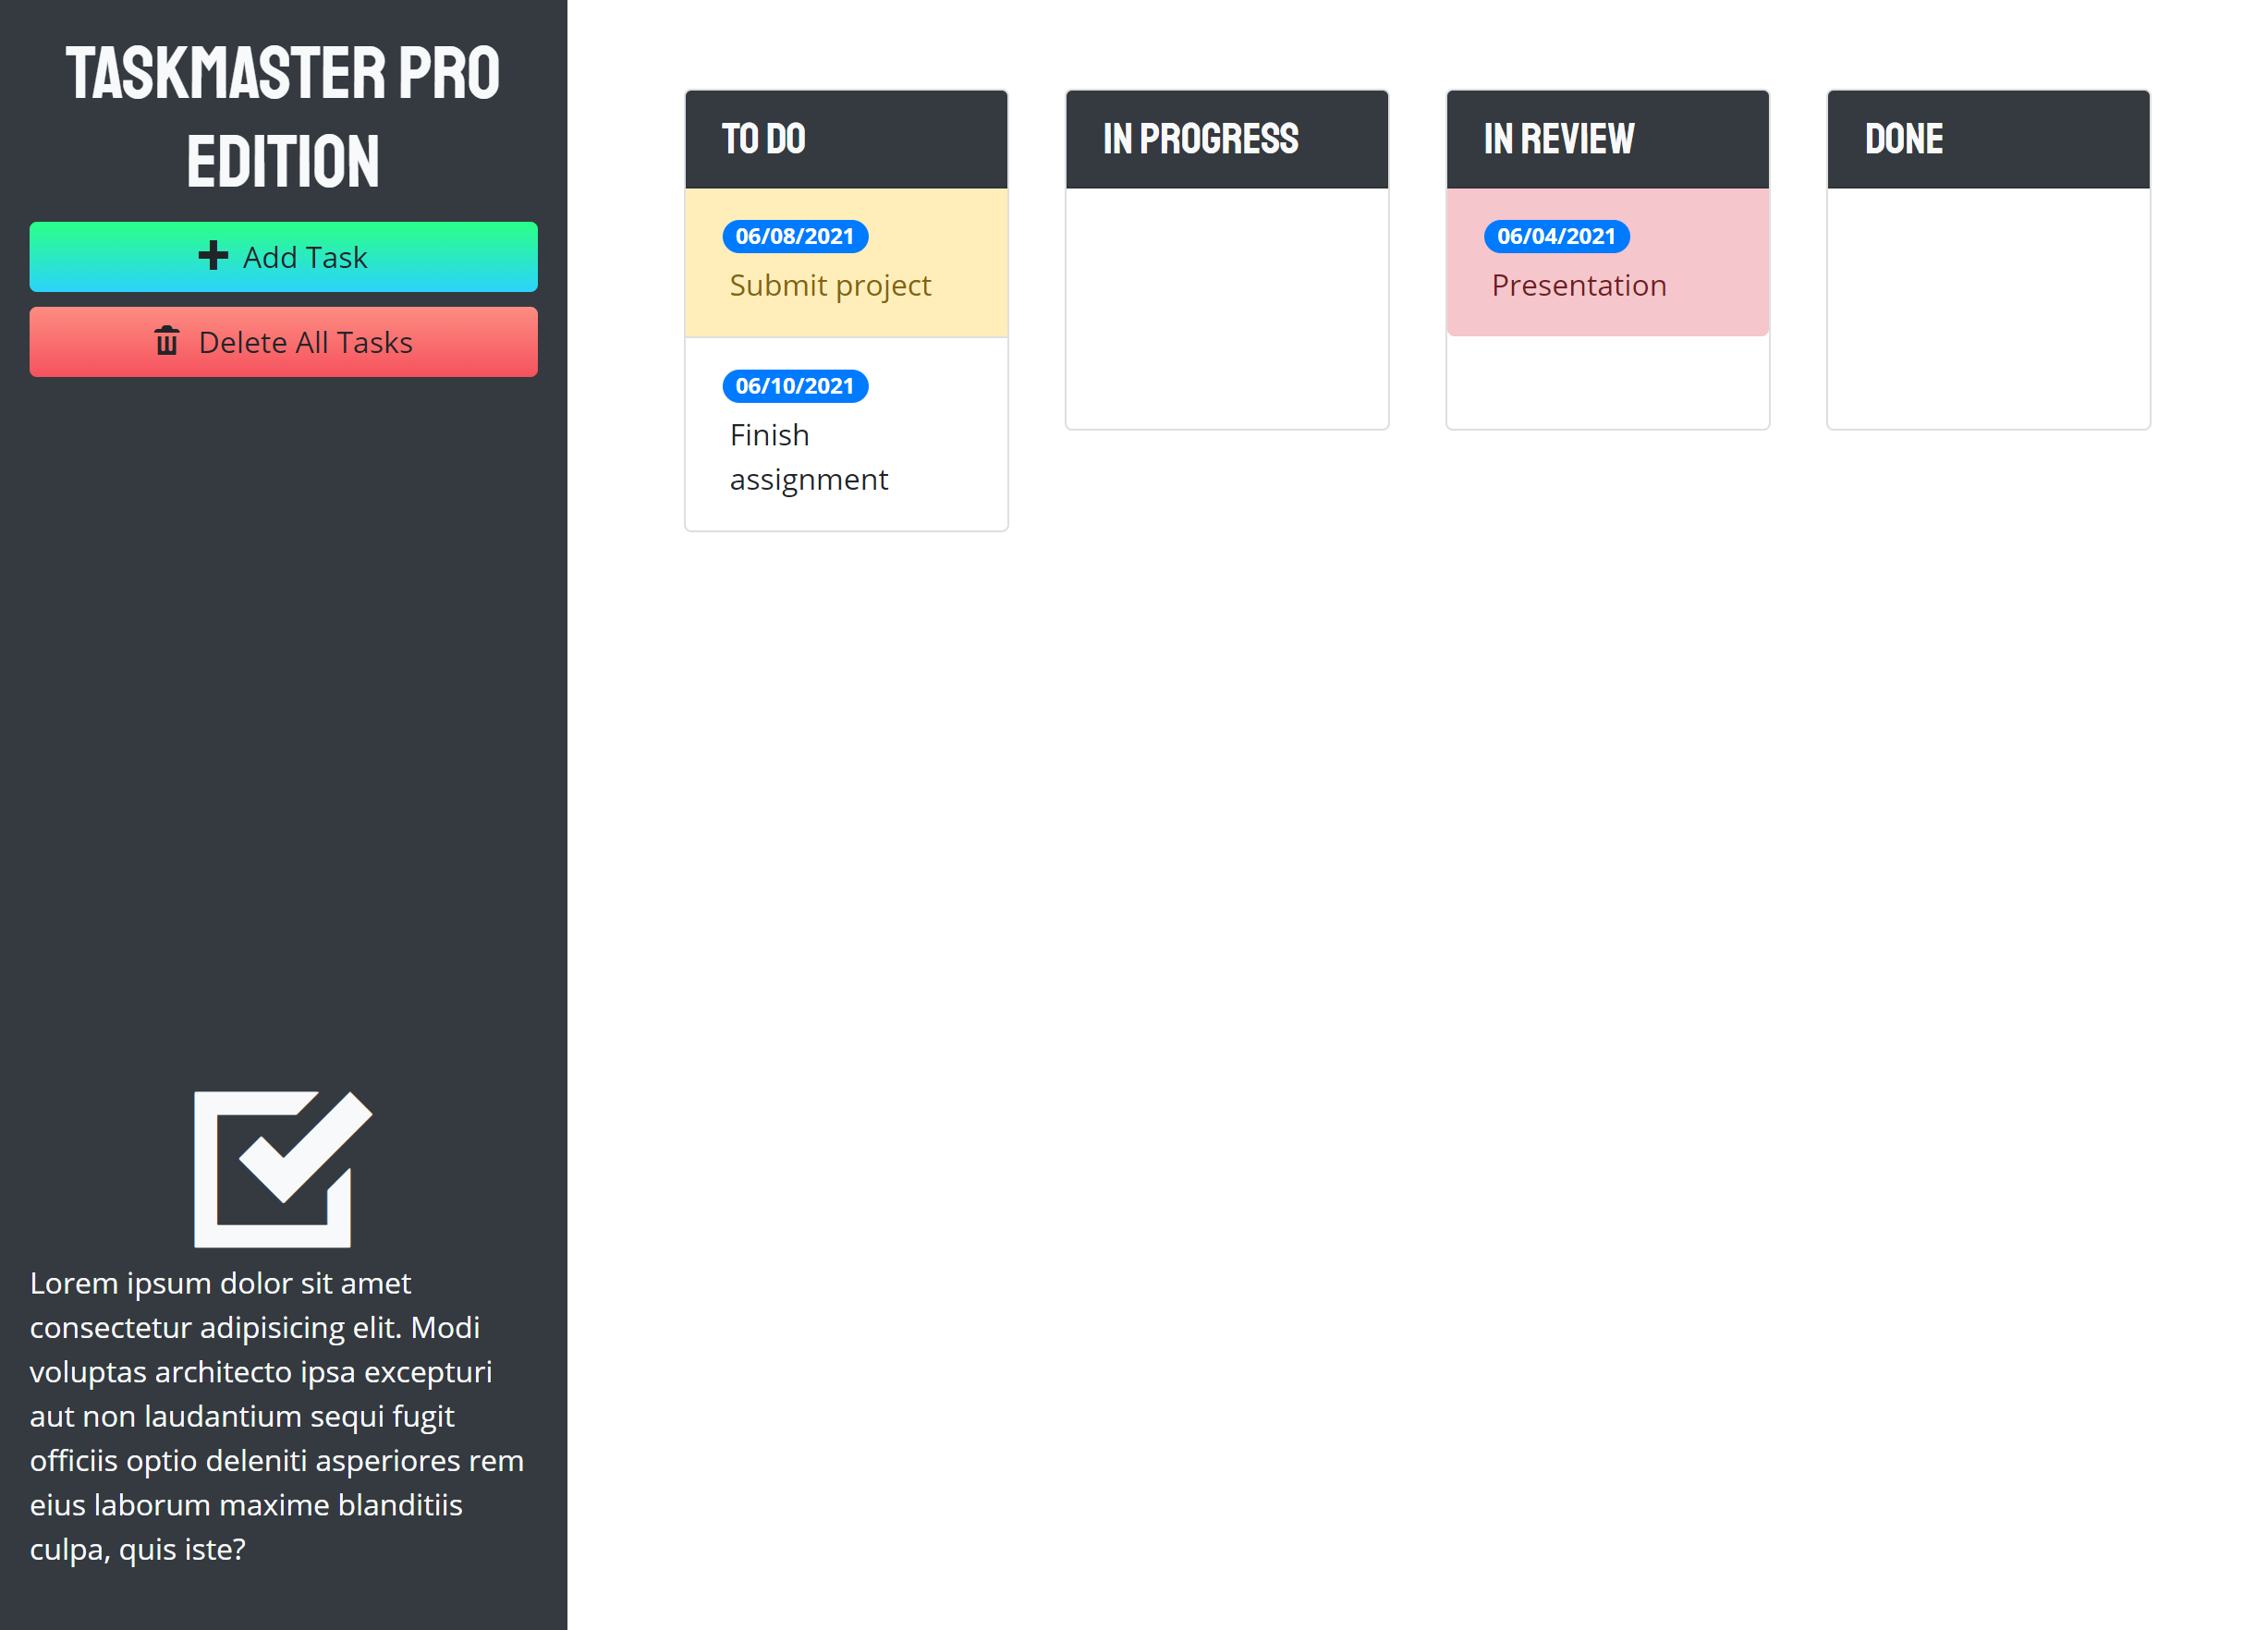 TASKMASTER PRO
EDITION
Add Task
Delete All Tasks
Lorem ipsum dolor sit amet
consectetur adipisicing elit. Modi
voluptas architecto ipsa excepturi
aut non laudantium sequi fugit
officiis optio deleniti asperiores rem
eius laborum maxime blanditiis
culpa, quis iste?
TO DO
06/08/2021
Submit project
06/10/2021
Finish
assignment
IN PROGRESS
IN REVIEW
06/04/2021
Presentation
DONE